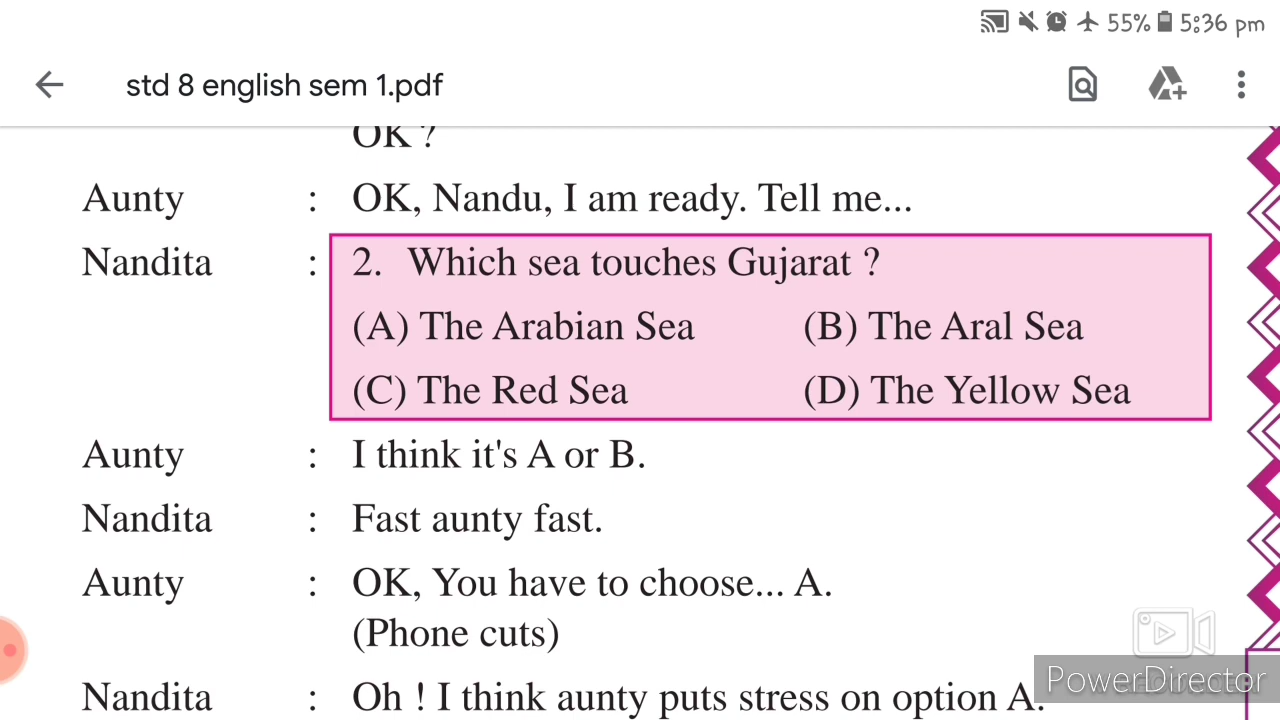 55% 5:36 pm
std 8 english sem 1.pdf
OK ?
Aunty : OK, Nandu, I am ready. Tell me...
Nandita : 2. Which sea touches Gujarat ?
(A) The Arabian Sea (B) The Aral Sea
(C) The Red Sea (D) The Yellow Sea
Aunty : I think it's A or B.
Nandita : Fast aunty fast.
Aunty : OK, You have to choose... A.
(Phone cuts)
Nandita : Oh ! I think aunty puts stress on option A.
PowerDirector